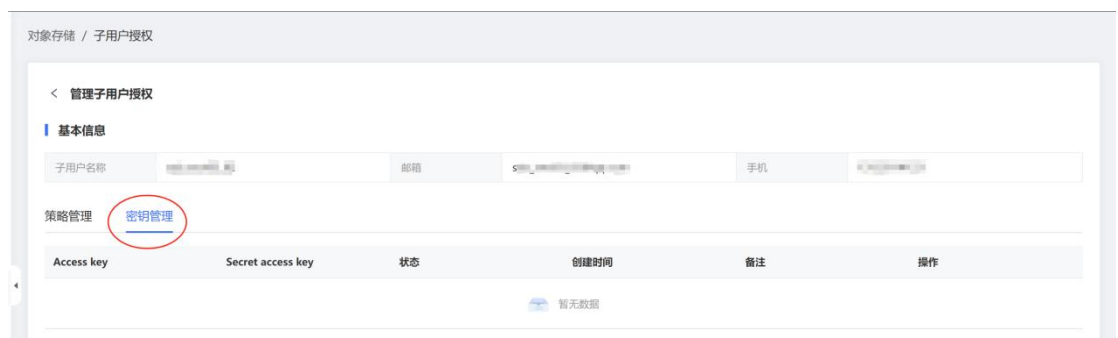 对象存储 / 子用户授权
< 管理子用户授权
基本信息
子用户名称 邮箱 手机
策略管理 密钥管理
Access key Secret access key 状态 创建时间 备注 操作
暂无数据